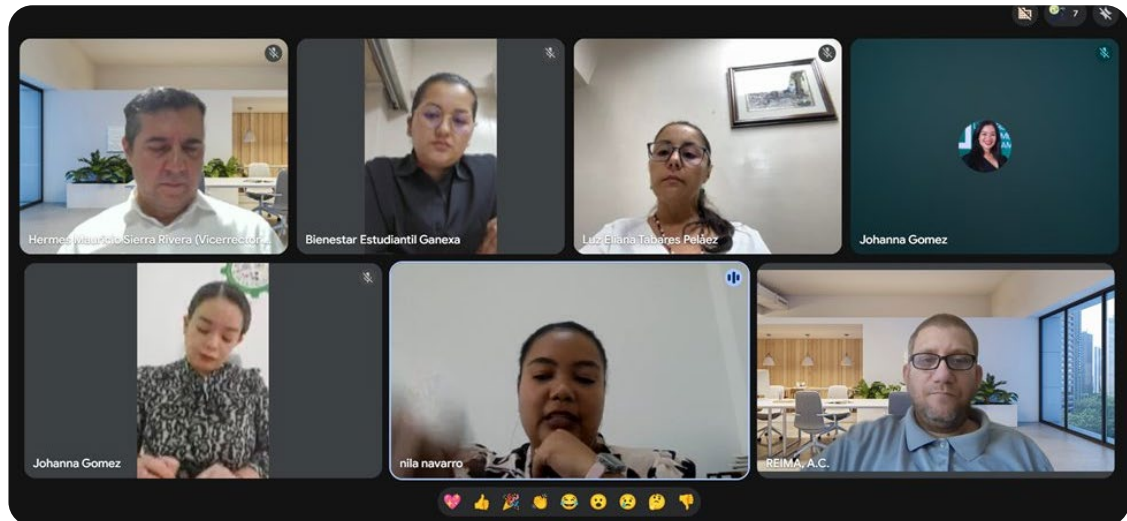 7
Hermes Mauricio Sierra Rivera (Vicerrector...
Bienestar Estudiantil Ganexa
Luz Eliana Tabares Peláez
Johanna Gomez
Johanna Gomez
nila navarro
REIMA, A.C.